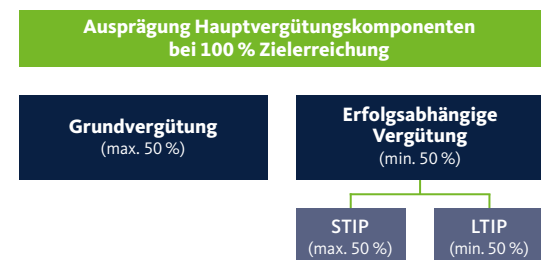 Ausprägung Hauptvergütungskomponenten
bei 100 % Zielerreichung
Grundvergütung
(max. 50 %)
Erfolgsabhängige
Vergütung
(min. 50 %)
STIP
(max. 50 %)
LTIP
(min. 50 %)